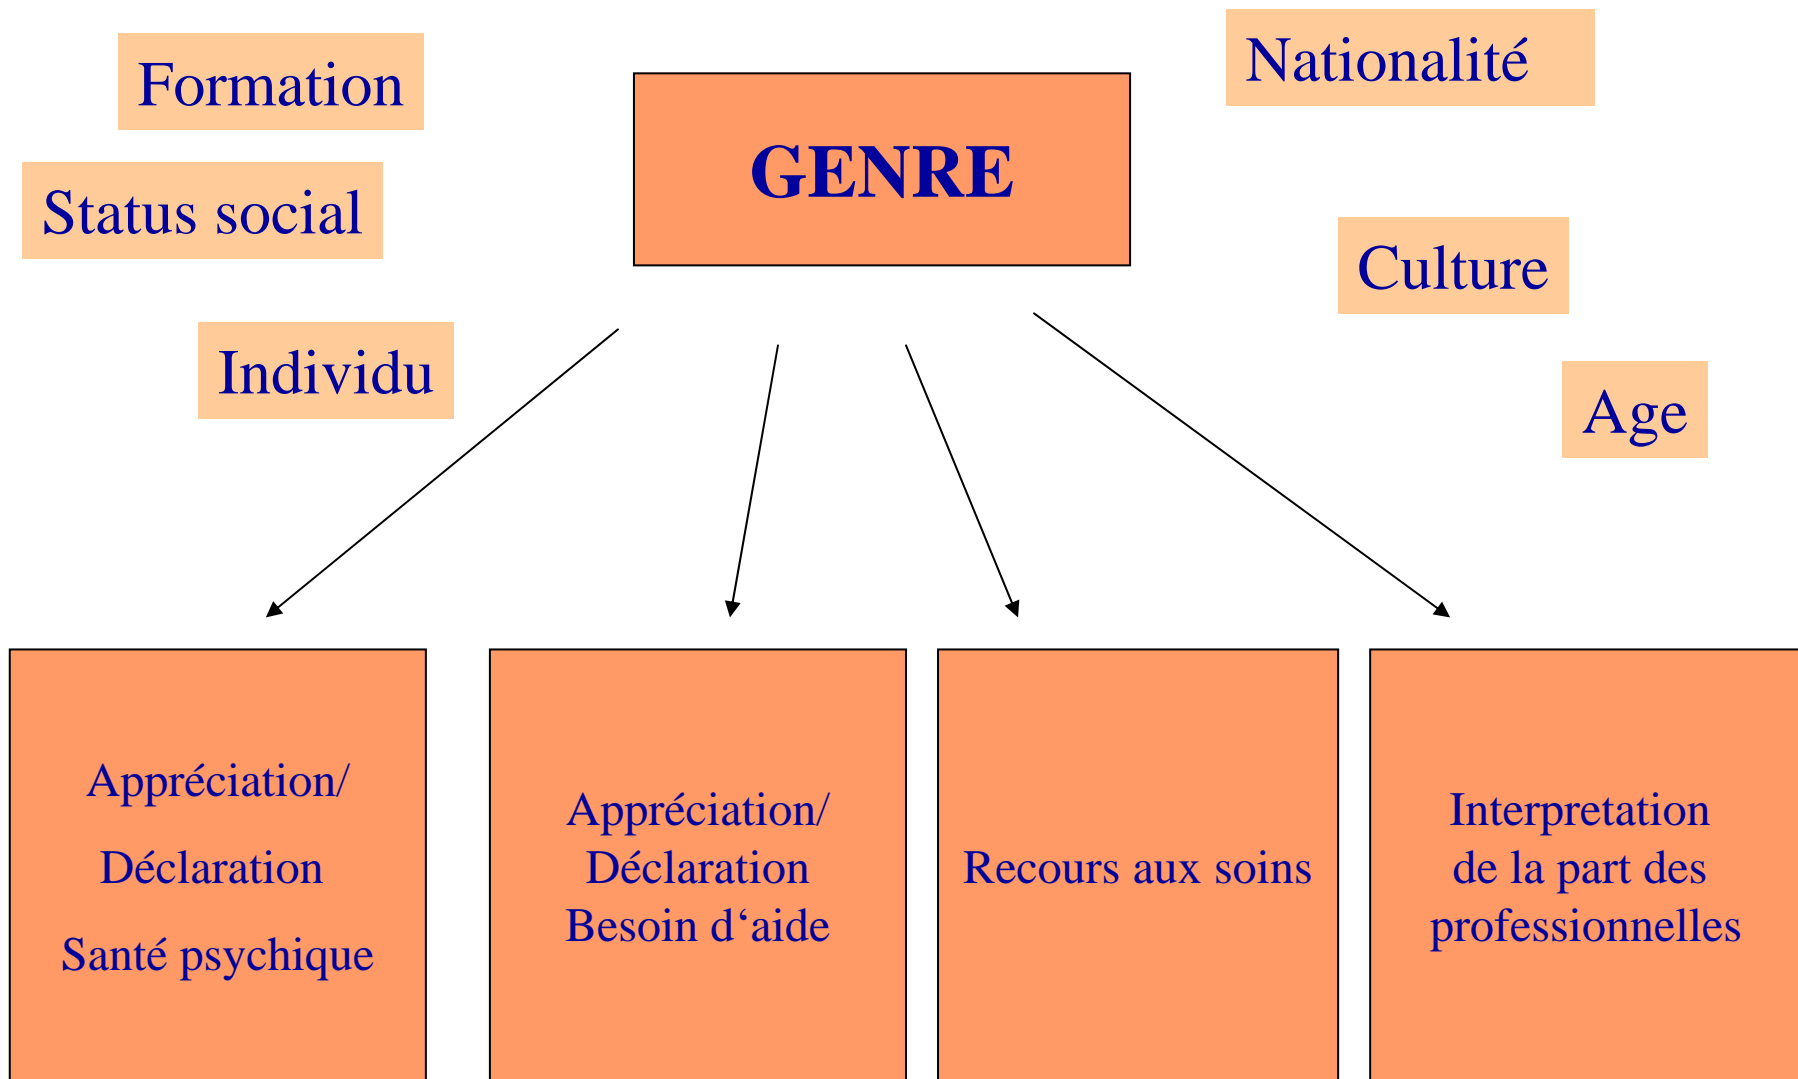 Formation
Nationalité
GENRE
Status social
Culture
Individu
Age
Appréciation/
Déclaration
Santé psychique
Appréciation/
Déclaration
Besoin d‘aide
Recours aux soins
Interpretation
de la part des
professionnelles